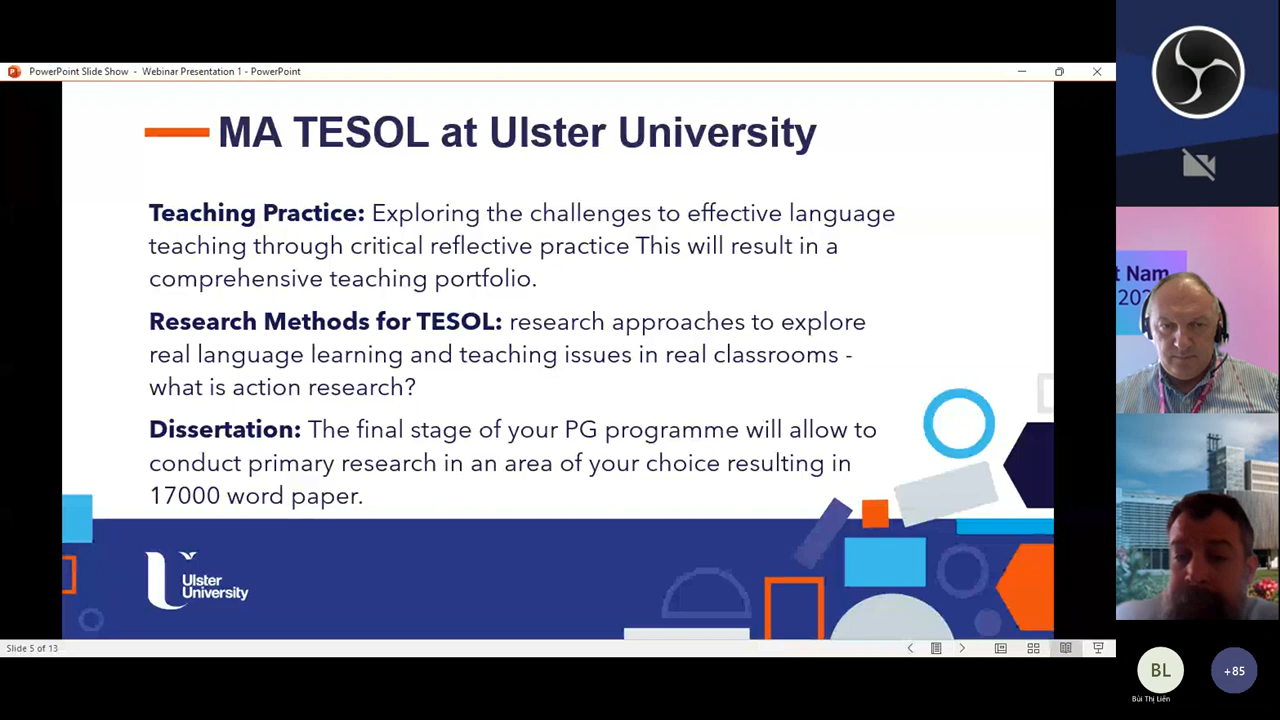 PowerPoint Slide Show - Webinar Presentation 1 - PowerPoint
MA TESOL at Ulster University
Teaching Practice: Exploring the challenges to effective language
teaching through critical reflective practice This will result in a
comprehensive teaching portfolio.
Research Methods for TESOL: research approaches to explore
real language learning and teaching issues in real classrooms -
what is action research?
Dissertation: The final stage of your PG programme will allow to
conduct primary research in an area of your choice resulting in
17000 word paper.
Ulster
University
Slide 5 of 13
t Nam
202
BL
+85
Bùi Thị Liên